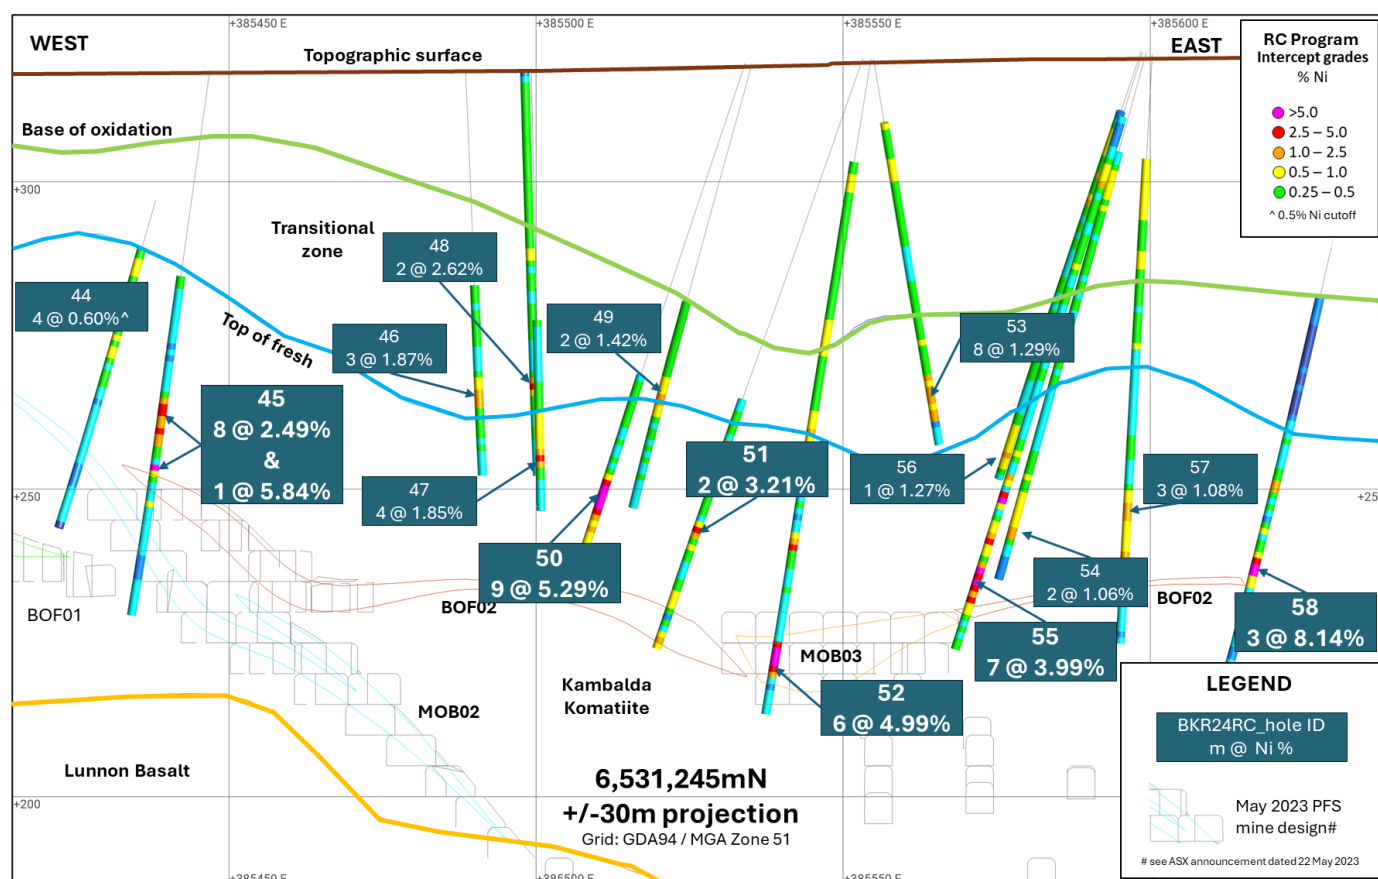 +385450 E
+385500 E
+385550 E
+385600 E
WEST
Topographic surface
EAST
RC Program
Intercept grades
% Ni
>5.0
2.5 – 5.0
1.0 – 2.5
0.5 – 1.0
0.25 – 0.5
^ 0.5% Ni cutoff
Base of oxidation
+300
Transitional
zone
48
2 @ 2.62%
44
4 @ 0.60%^
Top of fresh
46
3 @ 1.87%
49
2 @ 1.42%
53
8 @ 1.29%
45
8 @ 2.49%
&
1 @ 5.84%
47
4 @ 1.85%
51
2 @ 3.21%
56
1 @ 1.27%
57
3 @ 1.08%
+250
+25
50
9 @ 5.29%
54
2 @ 1.06%
BOF01
BOF02
BOF02
58
3 @ 8.14%
55
7 @ 3.99%
MOB03
Kambalda
Komatiite
52
6 @ 4.99%
MOB02
Lunnon Basalt
+200
6,531,245mN
+/-30m projection
Grid: GDA94 / MGA Zone 51
LEGEND
BKR24RC_hole ID
m @ Ni %
May 2023 PFS
mine design#
# see ASX announcement dated 22 May 2023
+385450 E
+385500 E
+385550 E